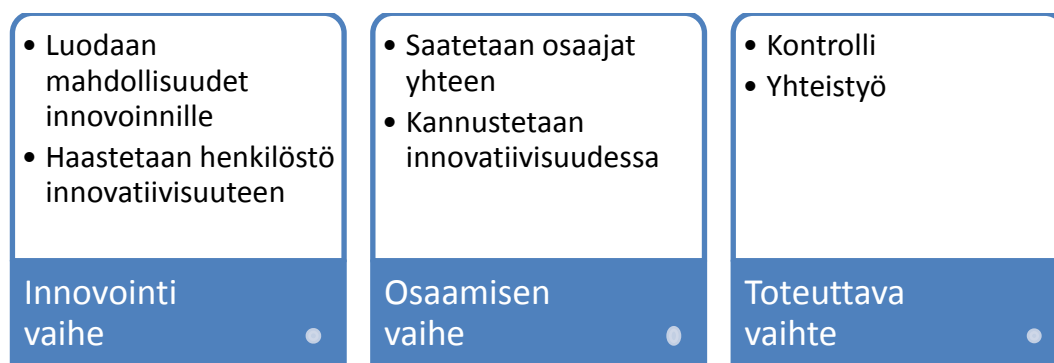 • Luodaan
mahdollisuudet
innovoinnille
• Haastetaan henkilöstö
innovatiivisuuteen
Innovointi
vaihe
• Saatetaan osaajat
yhteen
• Kannustetaan
innovatiivisuudessa
Osaamisen
vaihe
• Kontrolli
• Yhteistyö
Toteuttava
vaihte